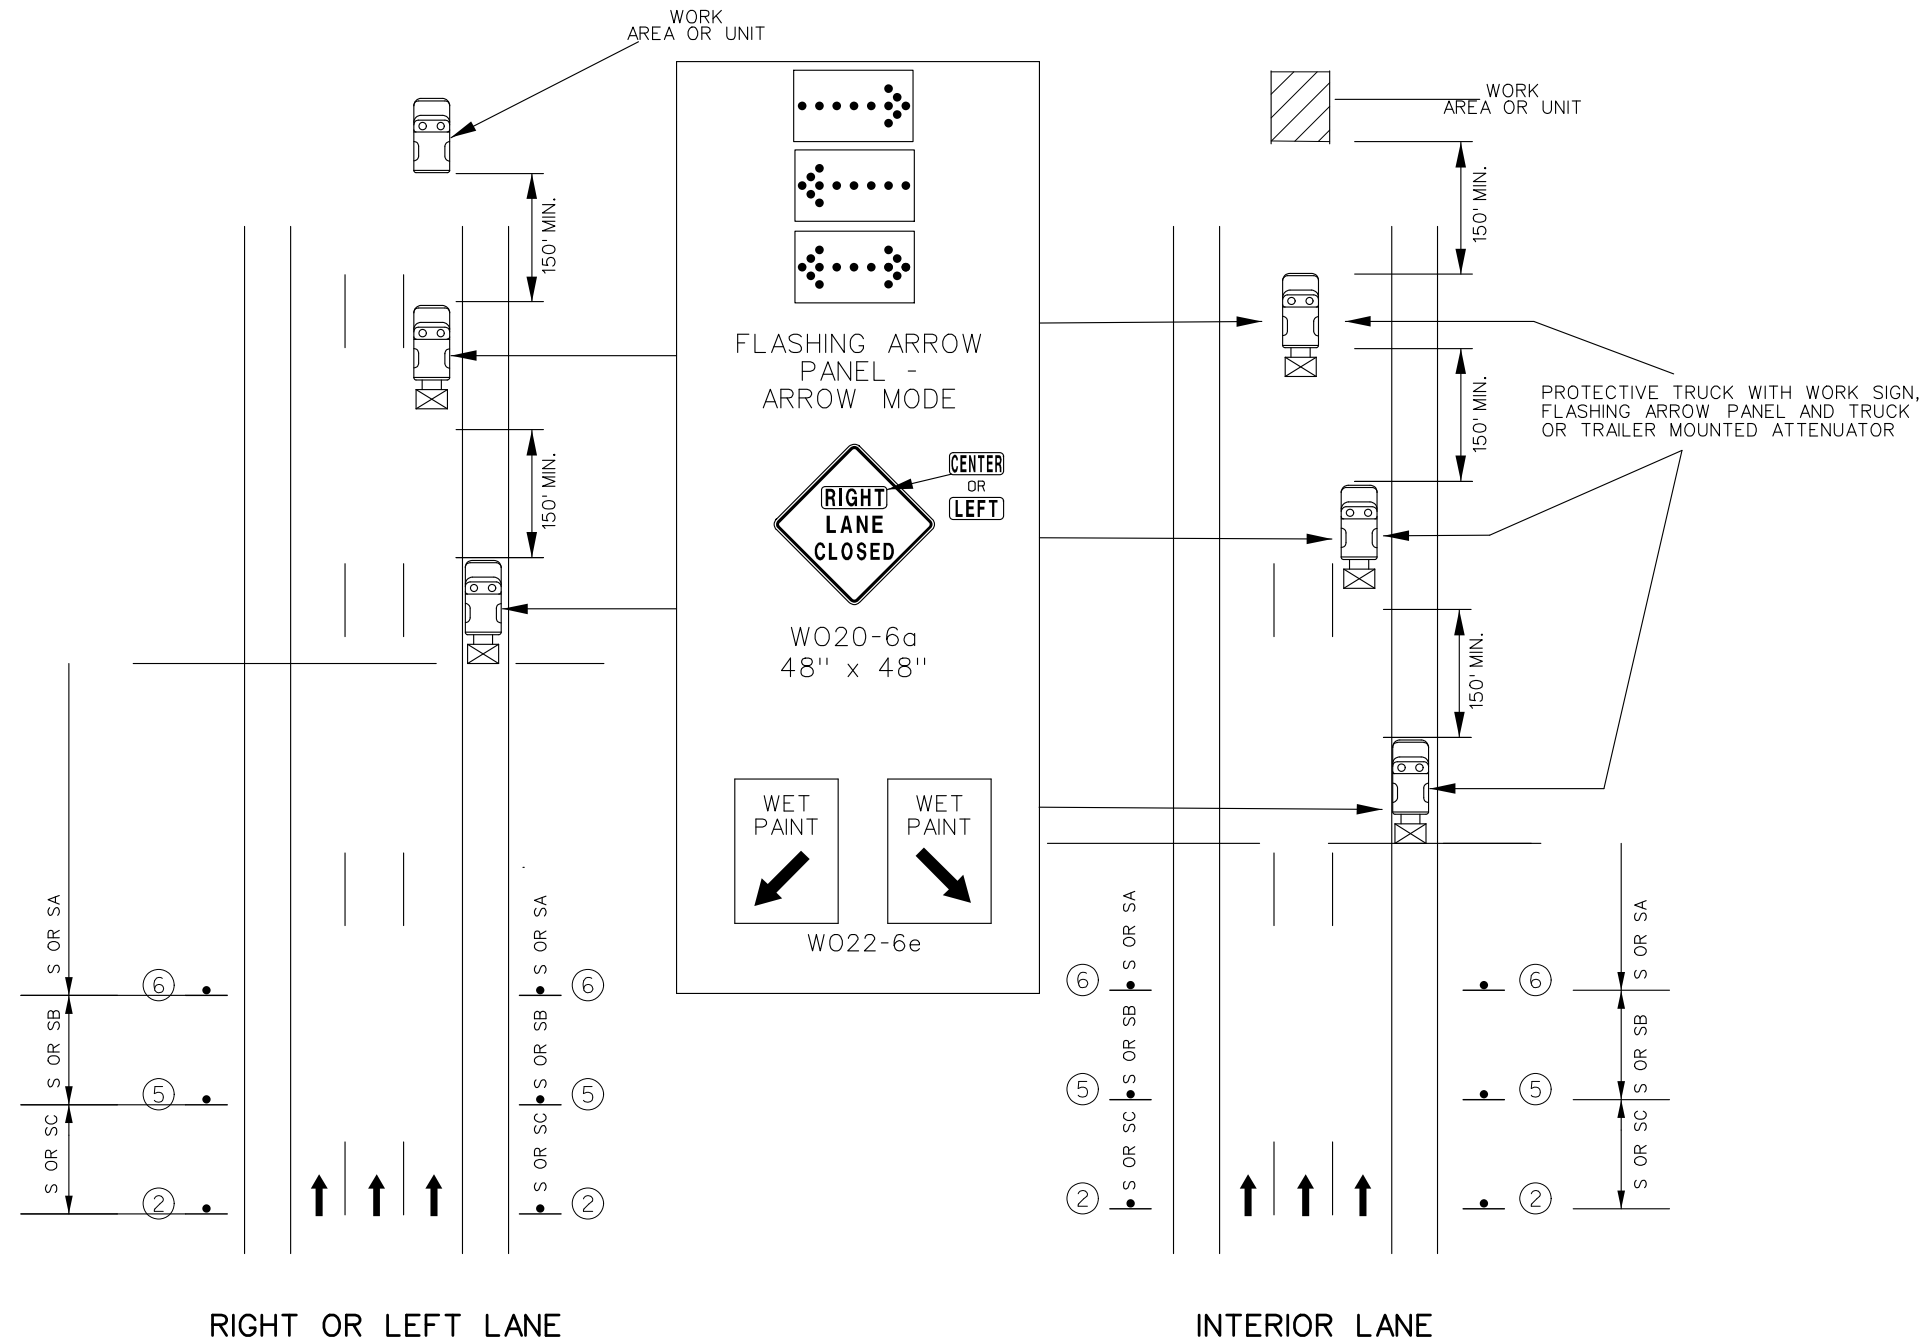 WORK
AREA OR UNIT
150' MIN.
150' MIN.
S OR SA
S OR SB
S OR SC
6
5
2
S OR SA
S OR SB
S OR SC
6
5
2
RIGHT OR LEFT LANE
FLASHING ARROW
PANEL -
ARROW MODE
RIGHT
LANE
CLOSED
CENTER
OR
LEFT
WO20-6a
48" x 48"
WET
PAINT
WET
PAINT
WO22-6e
WORK
AREA OR UNIT
150' MIN.
150' MIN.
150' MIN.
PROTECTIVE TRUCK WITH WORK SIGN,
FLASHING ARROW PANEL AND TRUCK
OR TRAILER MOUNTED ATTENUATOR
6
5
2
S OR SA
S OR SB
S OR SC
6
5
2
S OR SA
S OR SB
S OR SC
INTERIOR LANE